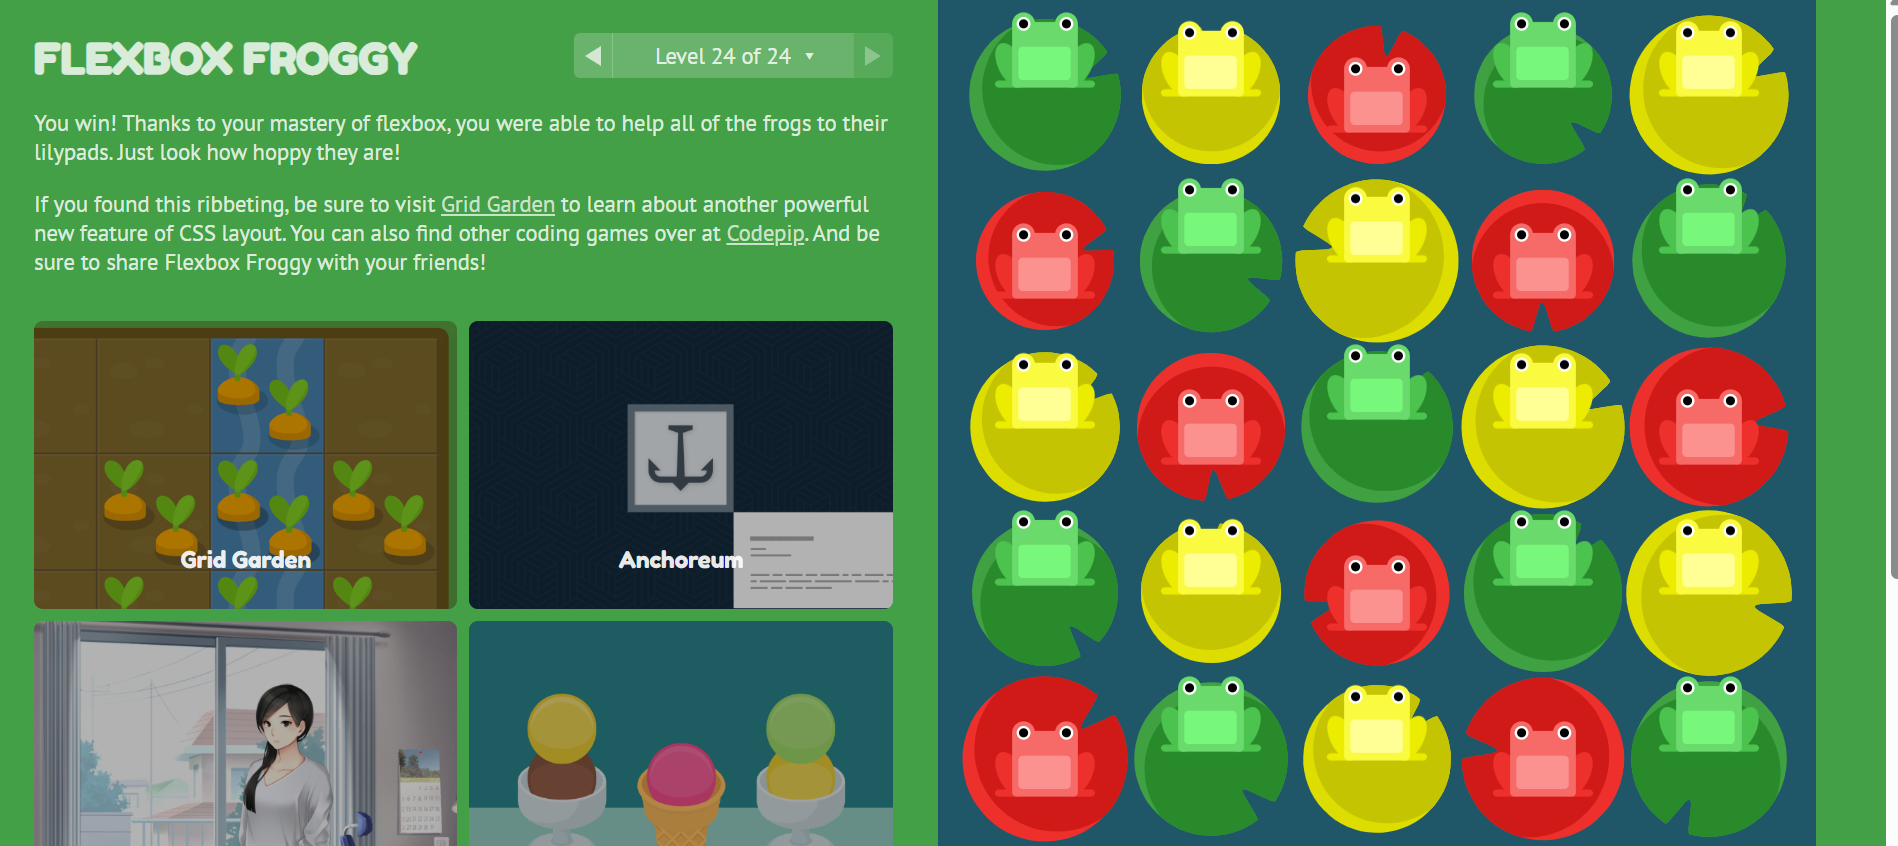 FLEXBOX FROGGY
Level 24 of 24
You win! Thanks to your mastery of flexbox, you were able to help all of the frogs to their
lilypads. Just look how hoppy they are!
If you found this ribbeting, be sure to visit Grid Garden to learn about another powerful
new feature of CSS layout. You can also find other coding games over at Codepip. And be
sure to share Flexbox Froggy with your friends!
Grid Garden
Anchoreum